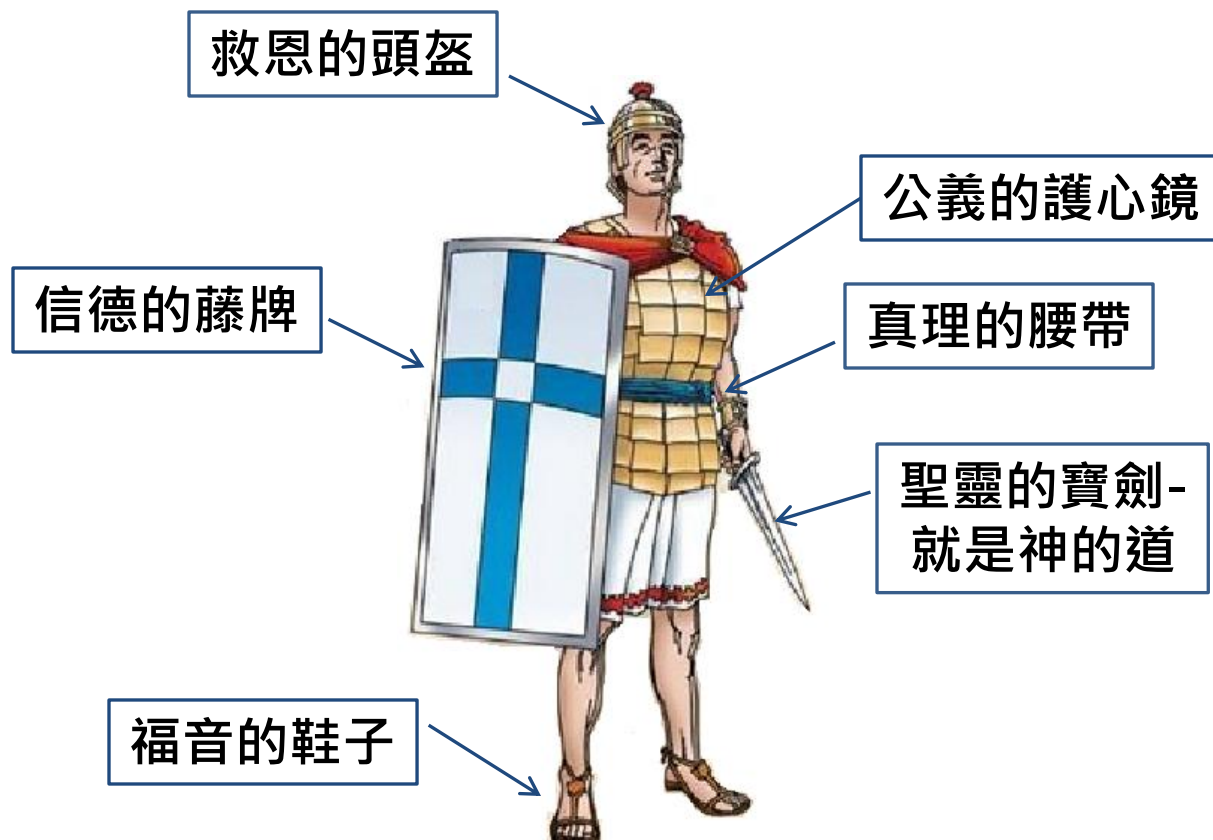 救恩的頭盔
公義的護心鏡
信德的藤牌
真理的腰帶
聖靈的寶劍-
就是神的道
福音的鞋子